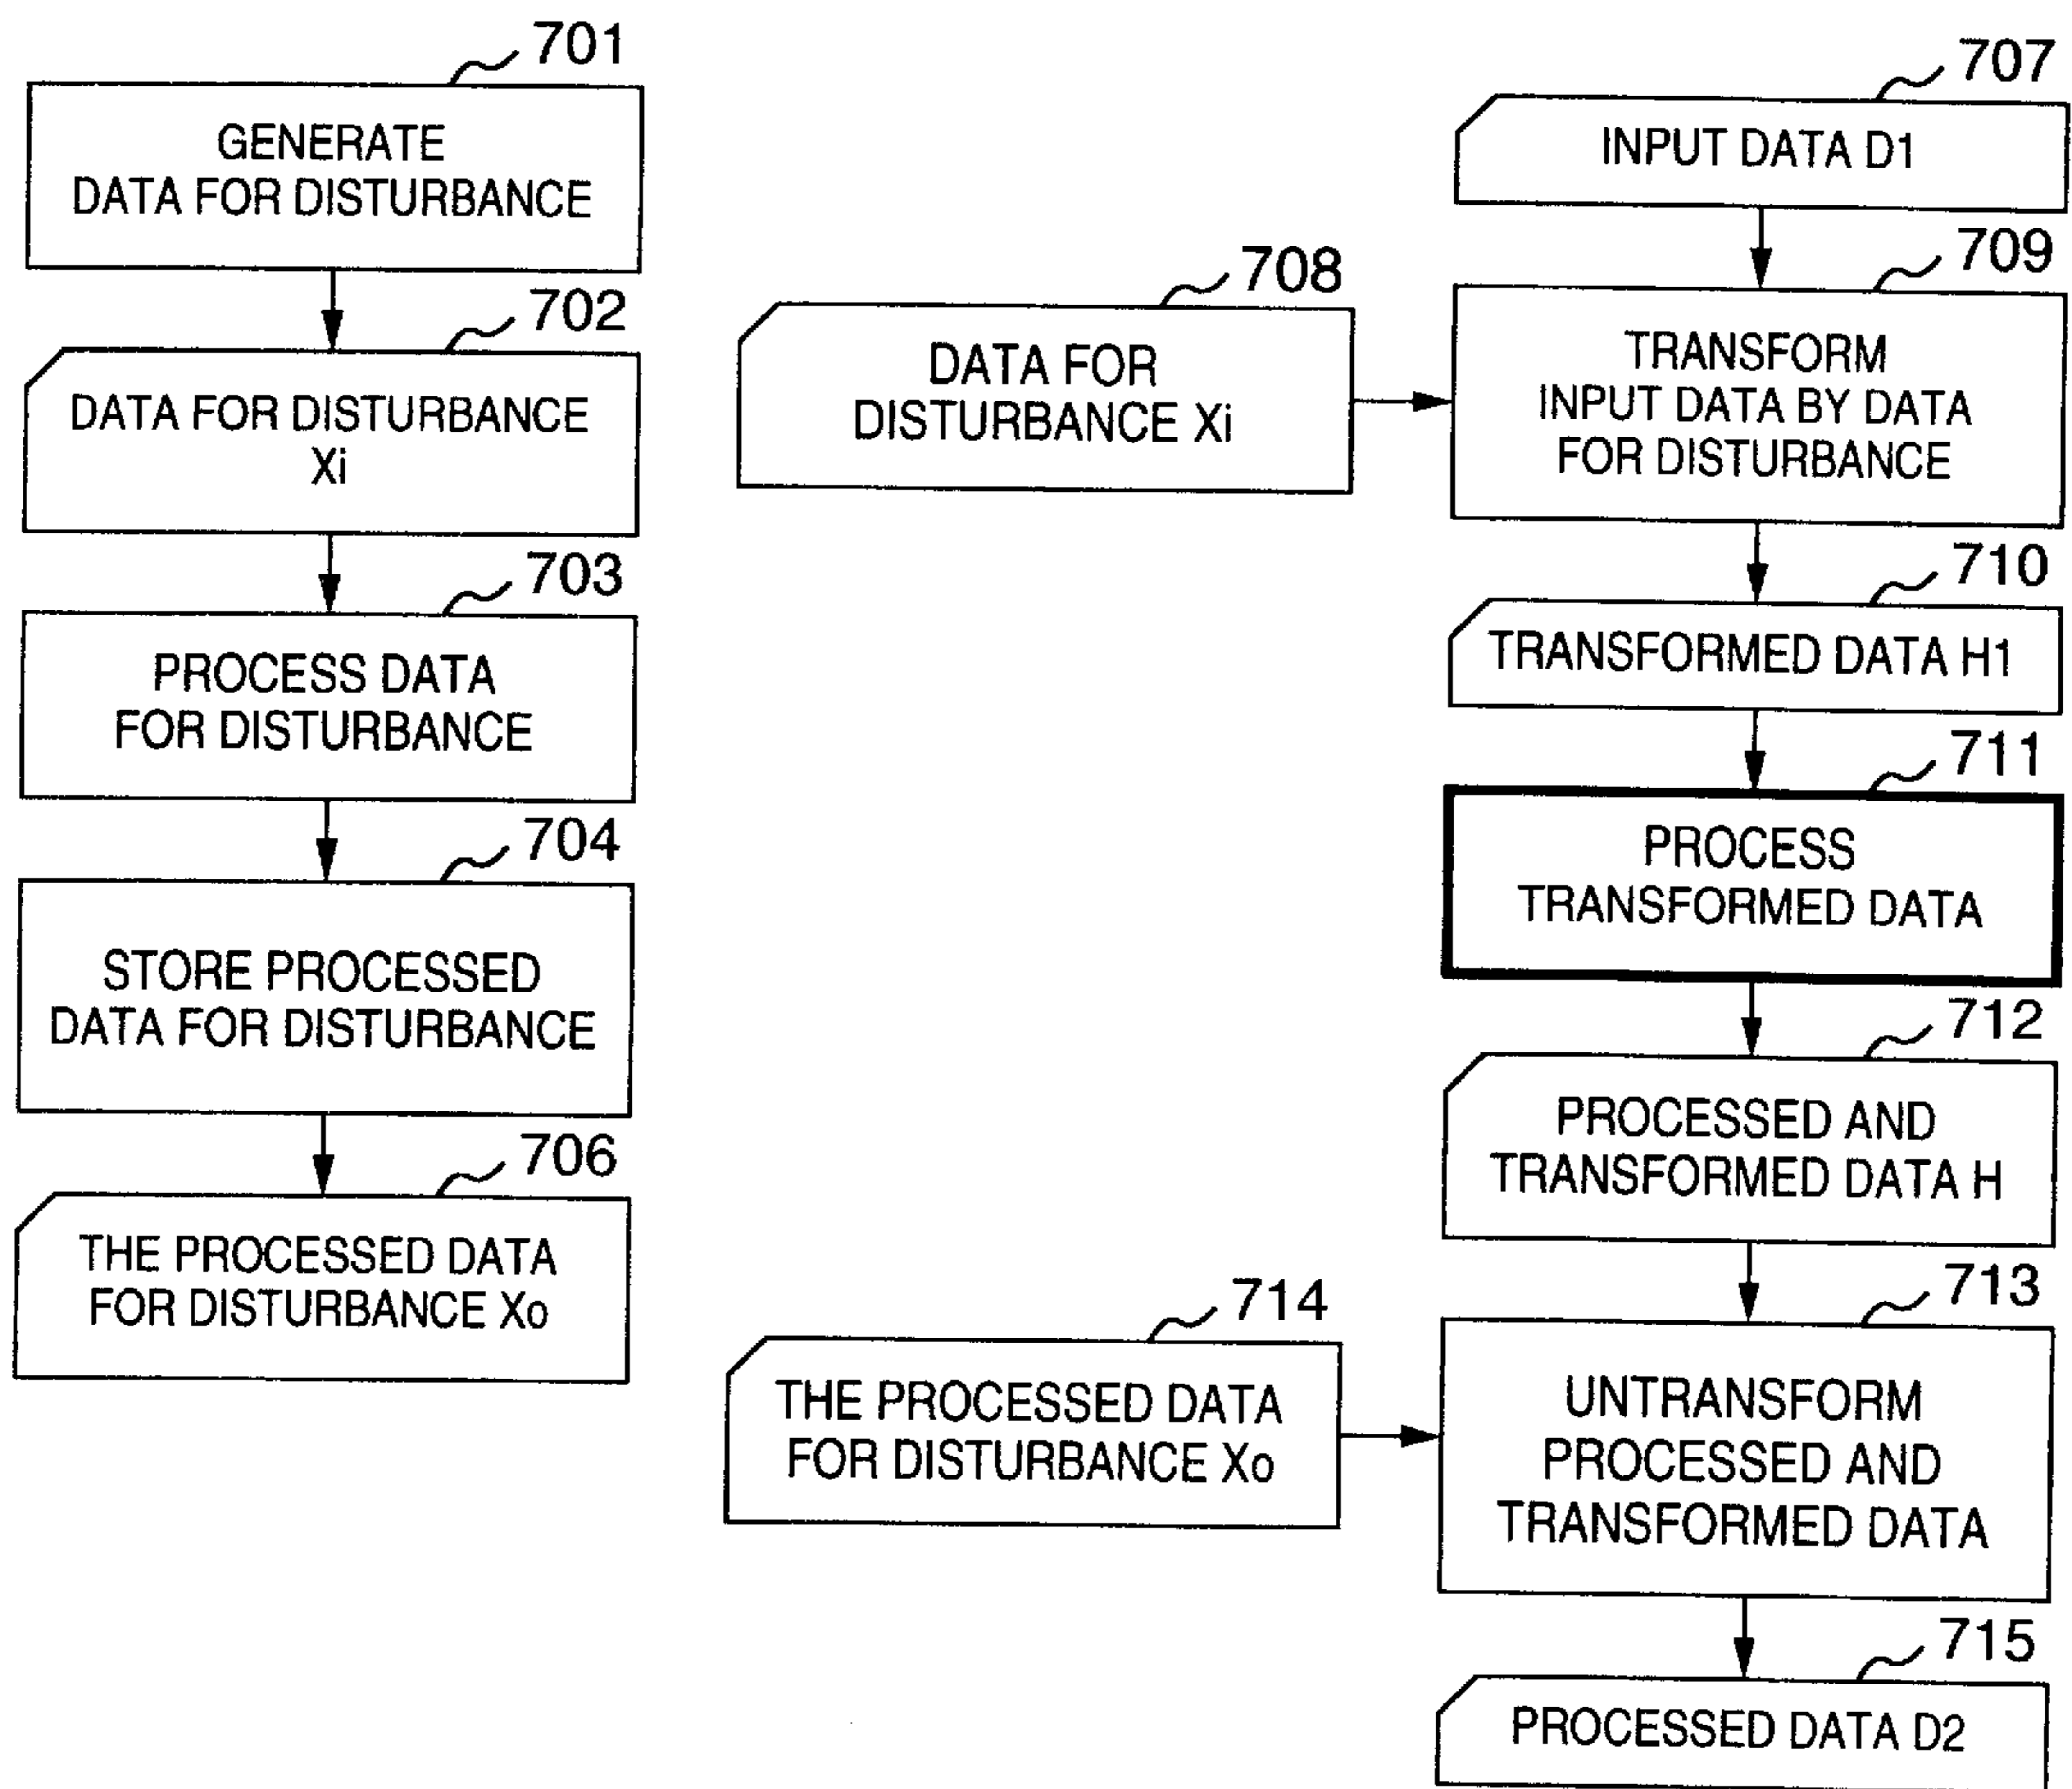 701
GENERATE
DATA FOR DISTURBANCE
702
DATA FOR DISTURBANCE
Xi
703
PROCESS DATA
FOR DISTURBANCE
704
STORE PROCESSED
DATA FOR DISTURBANCE
706
THE PROCESSED DATA
FOR DISTURBANCE Xo
707
INPUT DATA D1
708
DATA FOR
DISTURBANCE Xi
709
TRANSFORM
INPUT DATA BY DATA
FOR DISTURBANCE
710
TRANSFORMED DATA H1
711
PROCESS
TRANSFORMED DATA
712
PROCESSED AND
TRANSFORMED DATA H
714
THE PROCESSED DATA
FOR DISTURBANCE Xo
713
UNTRANSFORM
PROCESSED AND
TRANSFORMED DATA
715
PROCESSED DATA D2